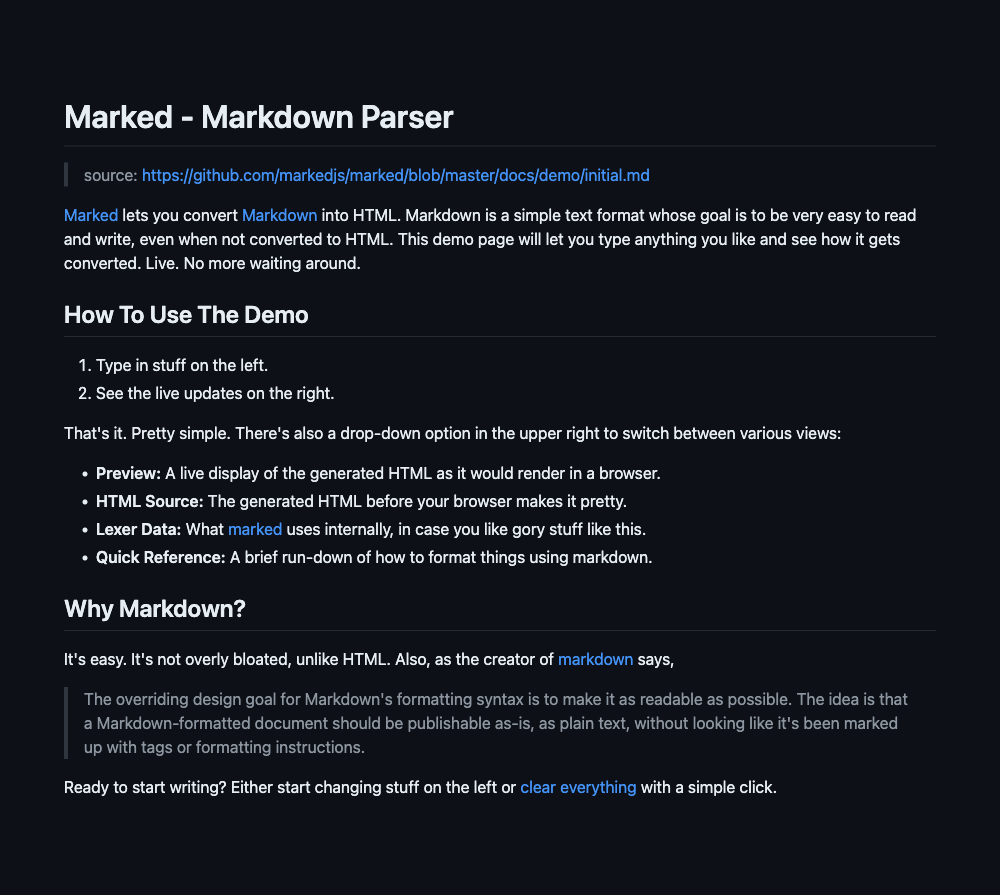 Marked - Markdown Parser
source: https://github.com/markedjs/marked/blob/master/docs/demo/initial.md
Marked lets you convert Markdown into HTML. Markdown is a simple text format whose goal is to be very easy to read
and write, even when not converted to HTML. This demo page will let you type anything you like and see how it gets
converted. Live. No more waiting around.
How To Use The Demo
1. Type in stuff on the left.
2. See the live updates on the right.
That's it. Pretty simple. There's also a drop-down option in the upper right to switch between various views:
• Preview: A live display of the generated HTML as it would render in a browser.
• HTML Source: The generated HTML before your browser makes it pretty.
• Lexer Data: What marked uses internally, in case you like gory stuff like this.
• Quick Reference: A brief run-down of how to format things using markdown.
Why Markdown?
It's easy. It's not overly bloated, unlike HTML. Also, as the creator of markdown says,
The overriding design goal for Markdown's formatting syntax is to make it as readable as possible. The idea is that
a Markdown-formatted document should be publishable as-is, as plain text, without looking like it's been marked
up with tags or formatting instructions.
Ready to start writing? Either start changing stuff on the left or clear everything with a simple click.